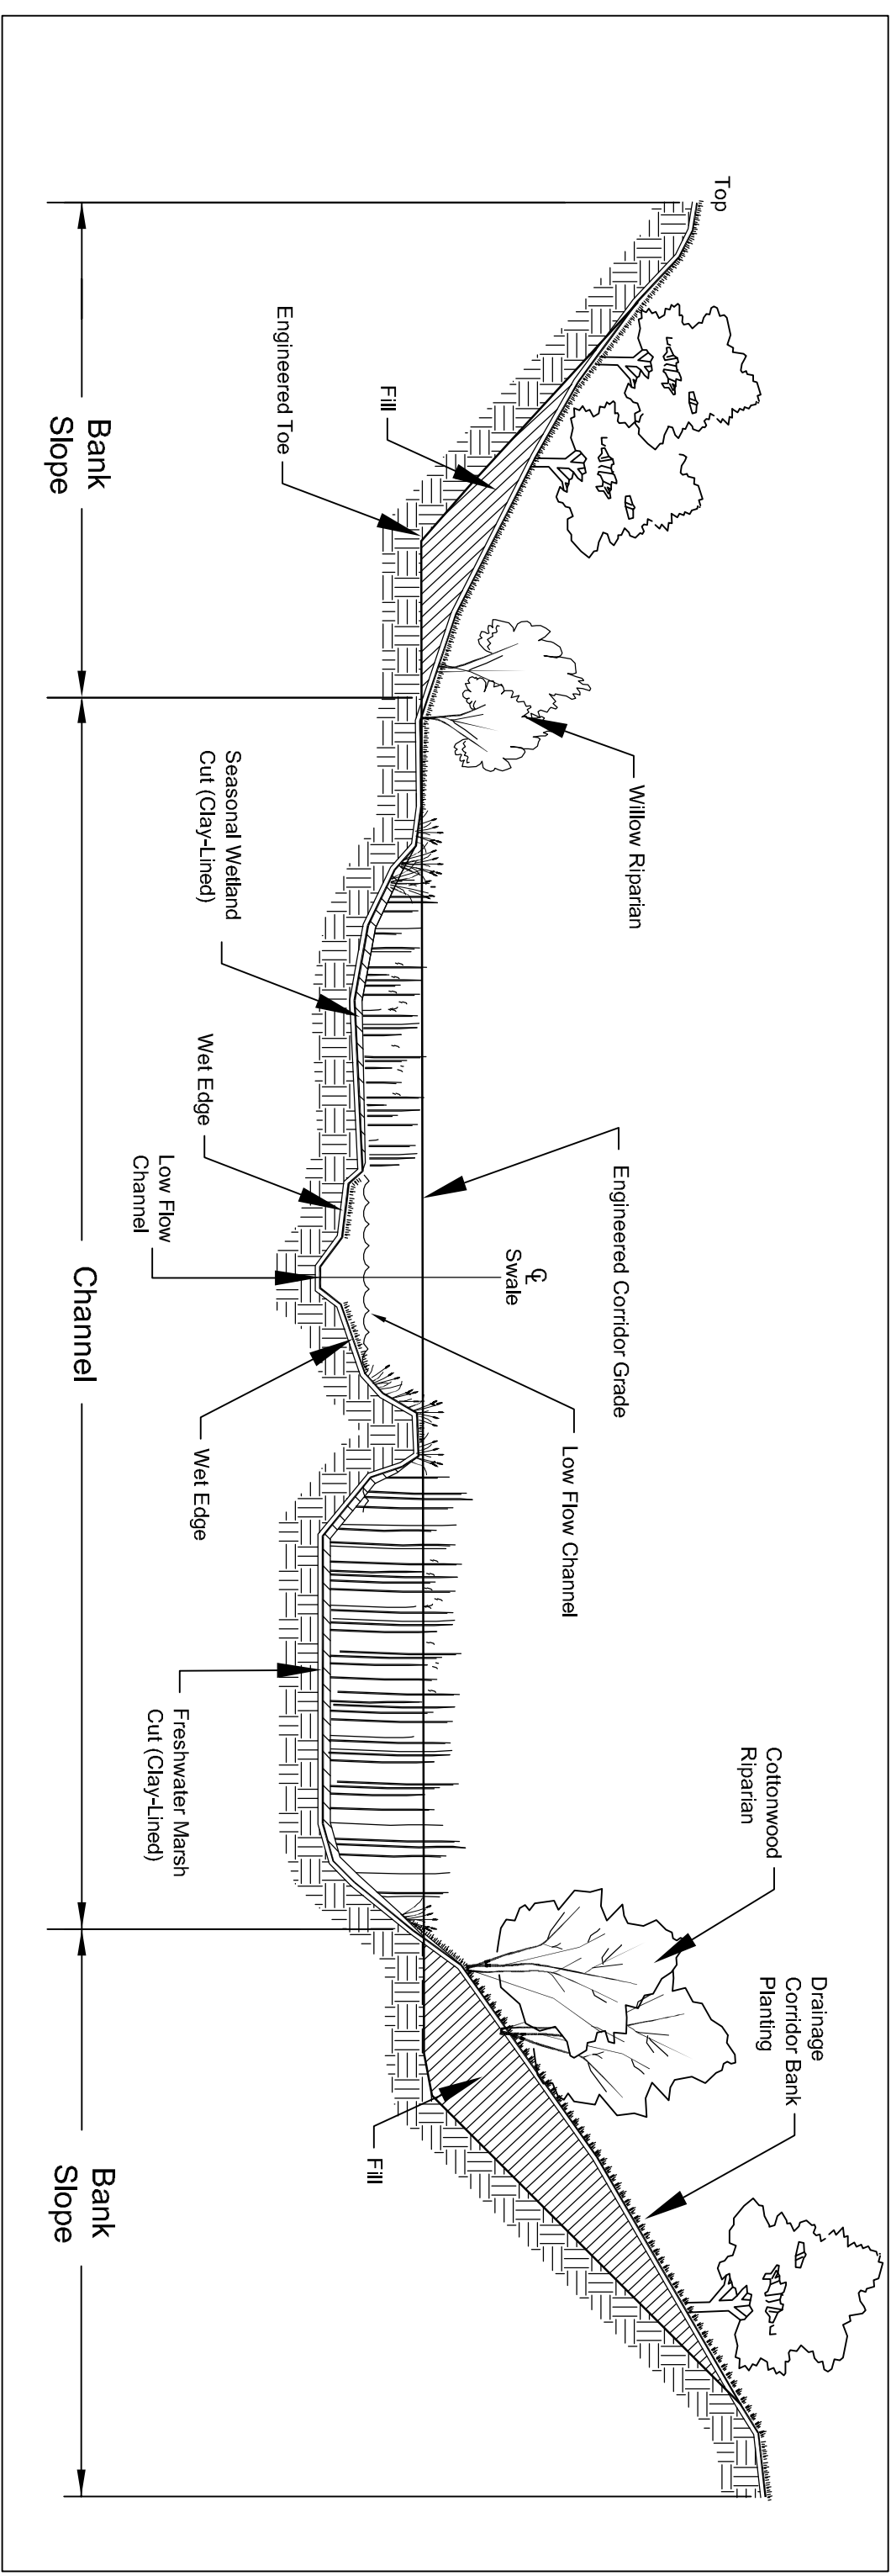 Top
Engineered Toe
Fill
Willow Riparian
Seasonal Wetland
Cut (Clay-Lined)
Wet Edge
Low Flow
Channel
Engineered Corridor Grade
℄
Swale
Low Flow Channel
Wet Edge
Freshwater Marsh
Cut (Clay-Lined)
Cottonwood
Riparian
Drainage
Corridor Bank
Planting
Fill
Bank
Slope
Channel
Bank
Slope